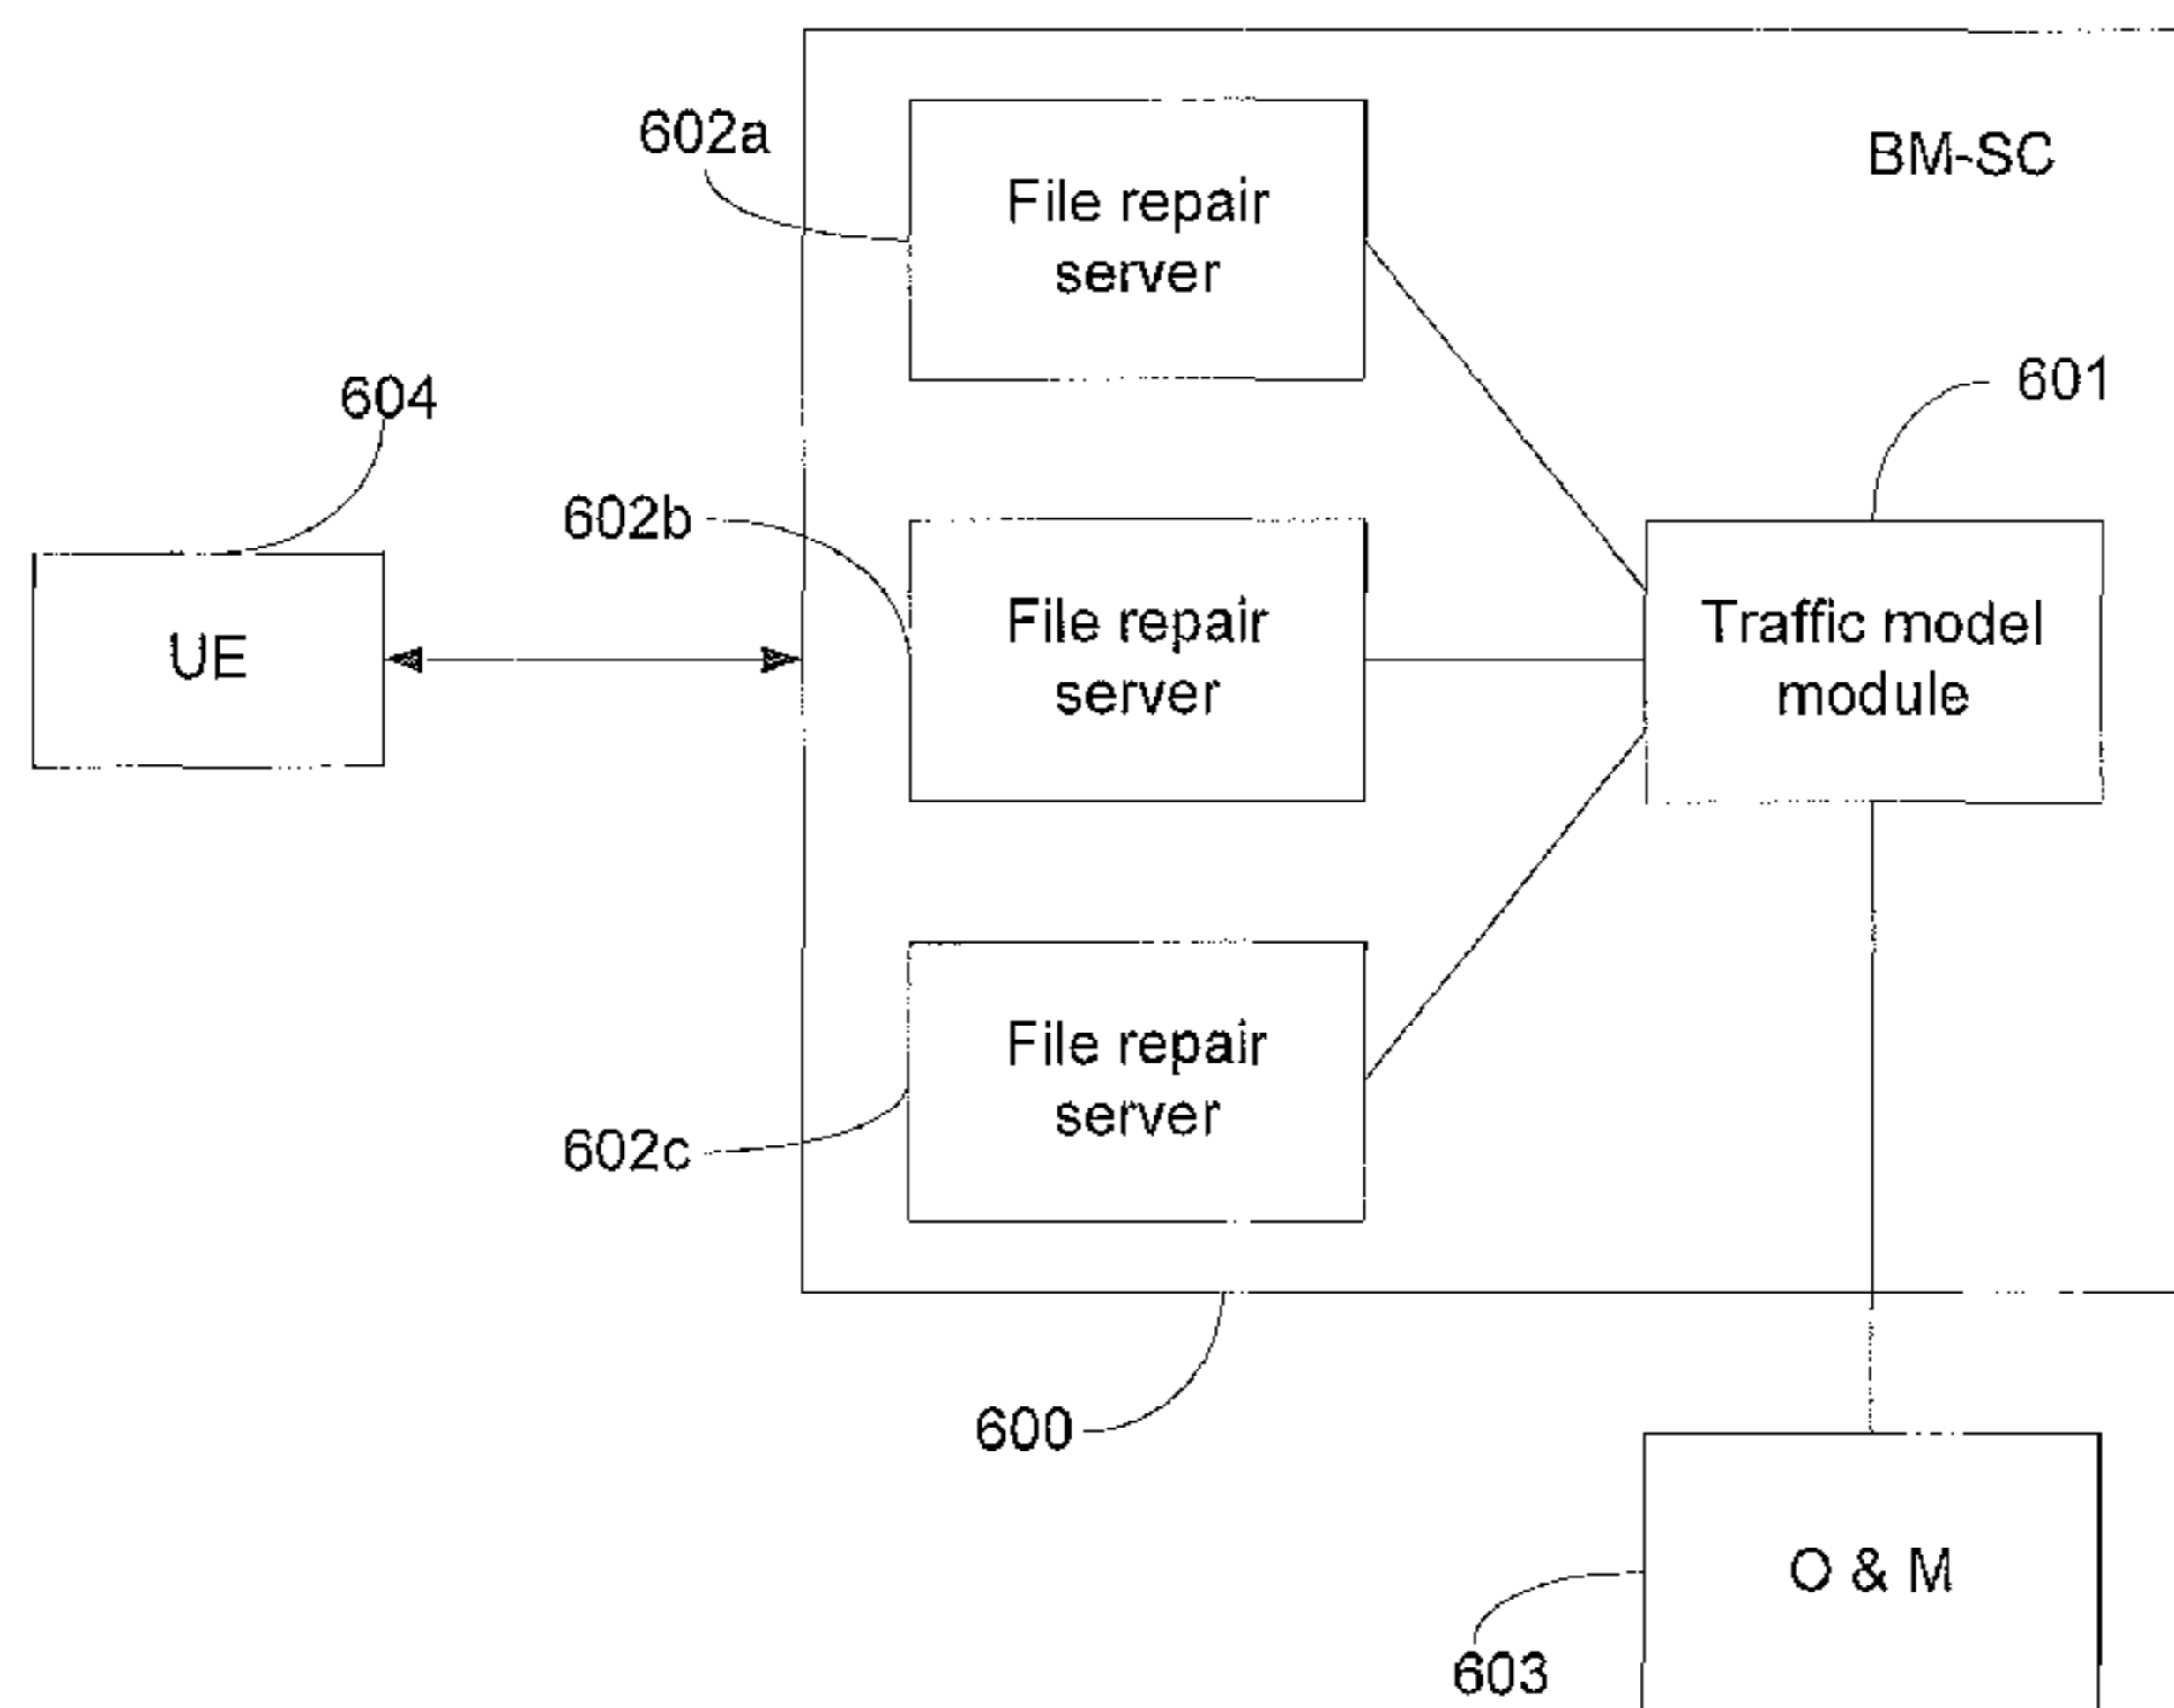 602a
File repair
server
BM-SC
604
601
602b
UE
File repair
server
Traffic model
module
File repair
server
602c
600
O & M
603